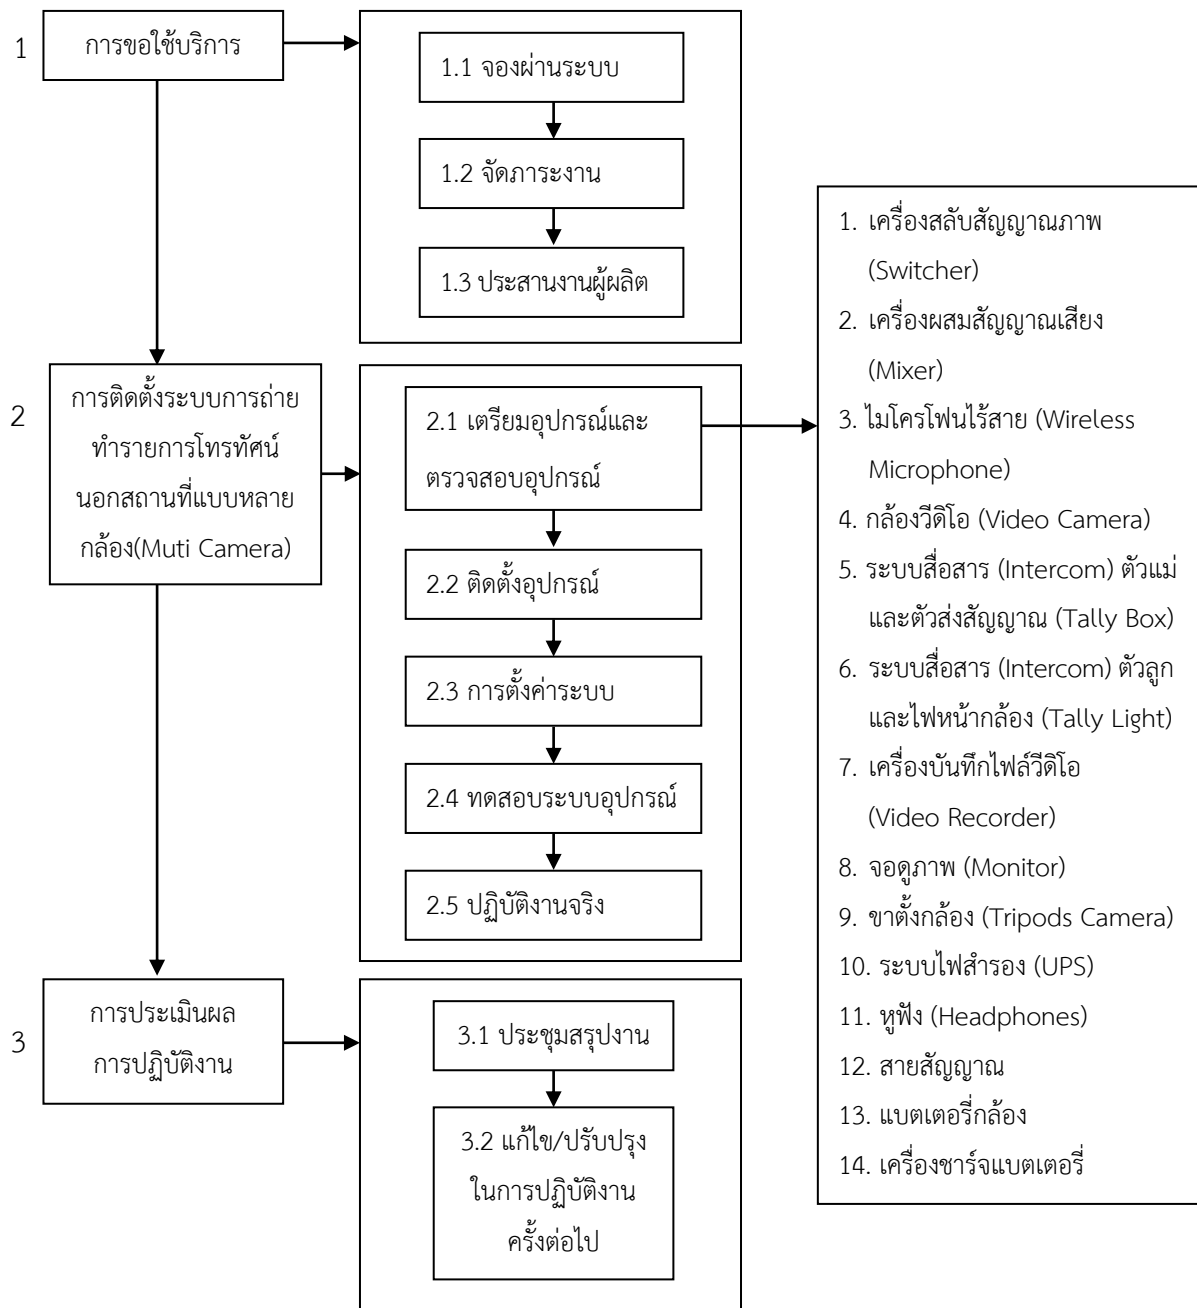 1
การขอใช้บริการ
1.1 จองผ่านระบบ
1.2 จัดภาระงาน
1.3 ประสานงานผู้ผลิต
2
การติดตั้งระบบการถ่าย
ทำรายการโทรทัศน์
นอกสถานที่แบบหลาย
กล้อง(Muti Camera)
2.1 เตรียมอุปกรณ์และ
ตรวจสอบอุปกรณ์
2.2 ติดตั้งอุปกรณ์
2.3 การตั้งค่าระบบ
2.4 ทดสอบระบบอุปกรณ์
2.5 ปฏิบัติงานจริง
1. เครื่องสลับสัญญาณภาพ
(Switcher)
2. เครื่องผสมสัญญาณเสียง
(Mixer)
3. ไมโครโฟนไร้สาย (Wireless
Microphone)
4. กล้องวีดิโอ (Video Camera)
5. ระบบสื่อสาร (Intercom) ตัวแม่
และตัวส่งสัญญาณ (Tally Box)
6. ระบบสื่อสาร (Intercom) ตัวลูก
และไฟหน้ากล้อง (Tally Light)
7. เครื่องบันทึกไฟล์วีดิโอ
(Video Recorder)
8. จอดูภาพ (Monitor)
9. ขาตั้งกล้อง (Tripods Camera)
10. ระบบไฟสำรอง (UPS)
11. หูฟัง (Headphones)
12. สายสัญญาณ
13. แบตเตอรี่กล้อง
14. เครื่องชาร์จแบตเตอรี่
3
การประเมินผล
การปฏิบัติงาน
3.1 ประชุมสรุปงาน
3.2 แก้ไข/ปรับปรุง
ในการปฏิบัติงาน
ครั้งต่อไป